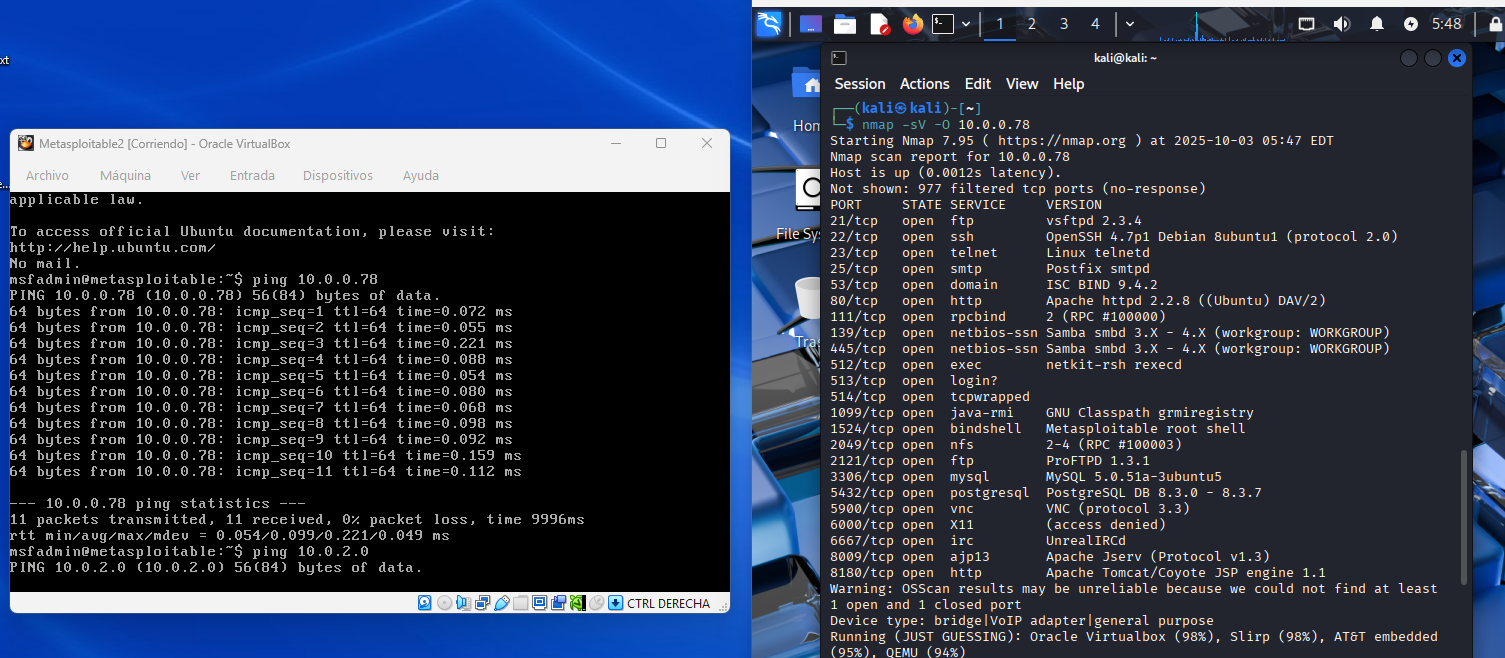 xt
e...
Metasploitable2 [Corriendo] - Oracle VirtualBox
Archivo Máquina Ver Entrada Dispositivos Ayuda
applicable law.
To access official Ubuntu documentation, please visit:
http://help.ubuntu.com/
No mail.
msfadmin@metasploitable:~$ ping 10.0.0.78
PING 10.0.0.78 (10.0.0.78) 56(84) bytes of data.
64 bytes from 10.0.0.78: icmp_seq=1 ttl=64 time=0.072 ms
64 bytes from 10.0.0.78: icmp_seq=2 ttl=64 time=0.055 ms
64 bytes from 10.0.0.78: icmp_seq=3 ttl=64 time=0.221 ms
64 bytes from 10.0.0.78: icmp_seq=4 ttl=64 time=0.088 ms
64 bytes from 10.0.0.78: icmp_seq=5 ttl=64 time=0.054 ms
64 bytes from 10.0.0.78: icmp_seq=6 ttl=64 time=0.080 ms
64 bytes from 10.0.0.78: icmp_seq=7 ttl=64 time=0.068 ms
64 bytes from 10.0.0.78: icmp_seq=8 ttl=64 time=0.098 ms
64 bytes from 10.0.0.78: icmp_seq=9 ttl=64 time=0.092 ms
64 bytes from 10.0.0.78: icmp_seq=10 ttl=64 time=0.159 ms
64 bytes from 10.0.0.78: icmp_seq=11 ttl=64 time=0.112 ms
--- 10.0.0.78 ping statistics ---
11 packets transmitted, 11 received, 0% packet loss, time 9996ms
rtt min/avg/max/mdev = 0.054/0.099/0.221/0.049 ms
msfadmin@metasploitable:~$ ping 10.0.2.0
PING 10.0.2.0 (10.0.2.0) 56(84) bytes of data.
CTRL DERECHA
1 2 3 4 5:48
kali@kali: ~
Session Actions Edit View Help
Hom
File Sy
Tra
┌──(kali㉿kali)-[~]
└─$ nmap -sV -O 10.0.0.78
Starting Nmap 7.95 ( https://nmap.org ) at 2025-10-03 05:47 EDT
Nmap scan report for 10.0.0.78
Host is up (0.0012s latency).
Not shown: 977 filtered tcp ports (no-response)
PORT STATE SERVICE VERSION
21/tcp open ftp vsftpd 2.3.4
22/tcp open ssh OpenSSH 4.7p1 Debian 8ubuntu1 (protocol 2.0)
23/tcp open telnet Linux telnetd
25/tcp open smtp Postfix smtpd
53/tcp open domain ISC BIND 9.4.2
80/tcp open http Apache httpd 2.2.8 ((Ubuntu) DAV/2)
111/tcp open rpcbind 2 (RPC #100000)
139/tcp open netbios-ssn Samba smbd 3.X - 4.X (workgroup: WORKGROUP)
445/tcp open netbios-ssn Samba smbd 3.X - 4.X (workgroup: WORKGROUP)
512/tcp open exec netkit-rsh rexecd
513/tcp open login?
514/tcp open tcpwrapped
1099/tcp open java-rmi GNU Classpath grmiregistry
1524/tcp open bindshell Metasploitable root shell
2049/tcp open nfs 2-4 (RPC #100003)
2121/tcp open ftp ProFTPD 1.3.1
3306/tcp open mysql MySQL 5.0.51a-3ubuntu5
5432/tcp open postgresql PostgreSQL DB 8.3.0 - 8.3.7
5900/tcp open vnc VNC (protocol 3.3)
6000/tcp open X11 (access denied)
6667/tcp open irc UnrealIRCd
8009/tcp open ajp13 Apache Jserv (Protocol v1.3)
8180/tcp open http Apache Tomcat/Coyote JSP engine 1.1
Warning: OSScan results may be unreliable because we could not find at least
1 open and 1 closed port
Device type: bridge|VoIP adapter|general purpose
Running (JUST GUESSING): Oracle Virtualbox (98%), Slirp (98%), AT&T embedded
(95%), QEMU (94%)